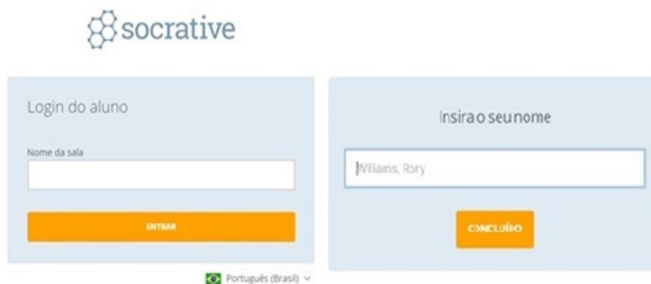 socrative
Login do aluno
Nome da sala
ENTRAR
Português (Brasil)
Insira o seu nome
Williams, Rory
CONCLUÍDO